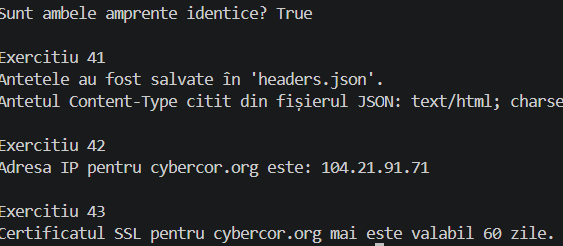 Sunt ambele amprente identice? True
Exercitiu 41
Antetele au fost salvate în 'headers.json'.
Antetul Content-Type citit din fișierul JSON: text/html; charse
Exercitiu 42
Adresa IP pentru cybercor.org este: 104.21.91.71
Exercitiu 43
Certificatul SSL pentru cybercor.org mai este valabil 60 zile.